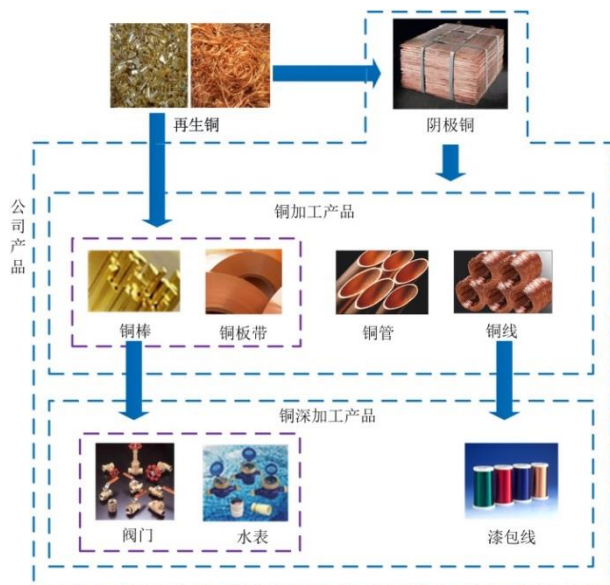 再生铜
阴极铜
公司产品
铜加工产品
铜棒
铜板带
铜管
铜线
铜深加工产品
阀门
水表
漆包线